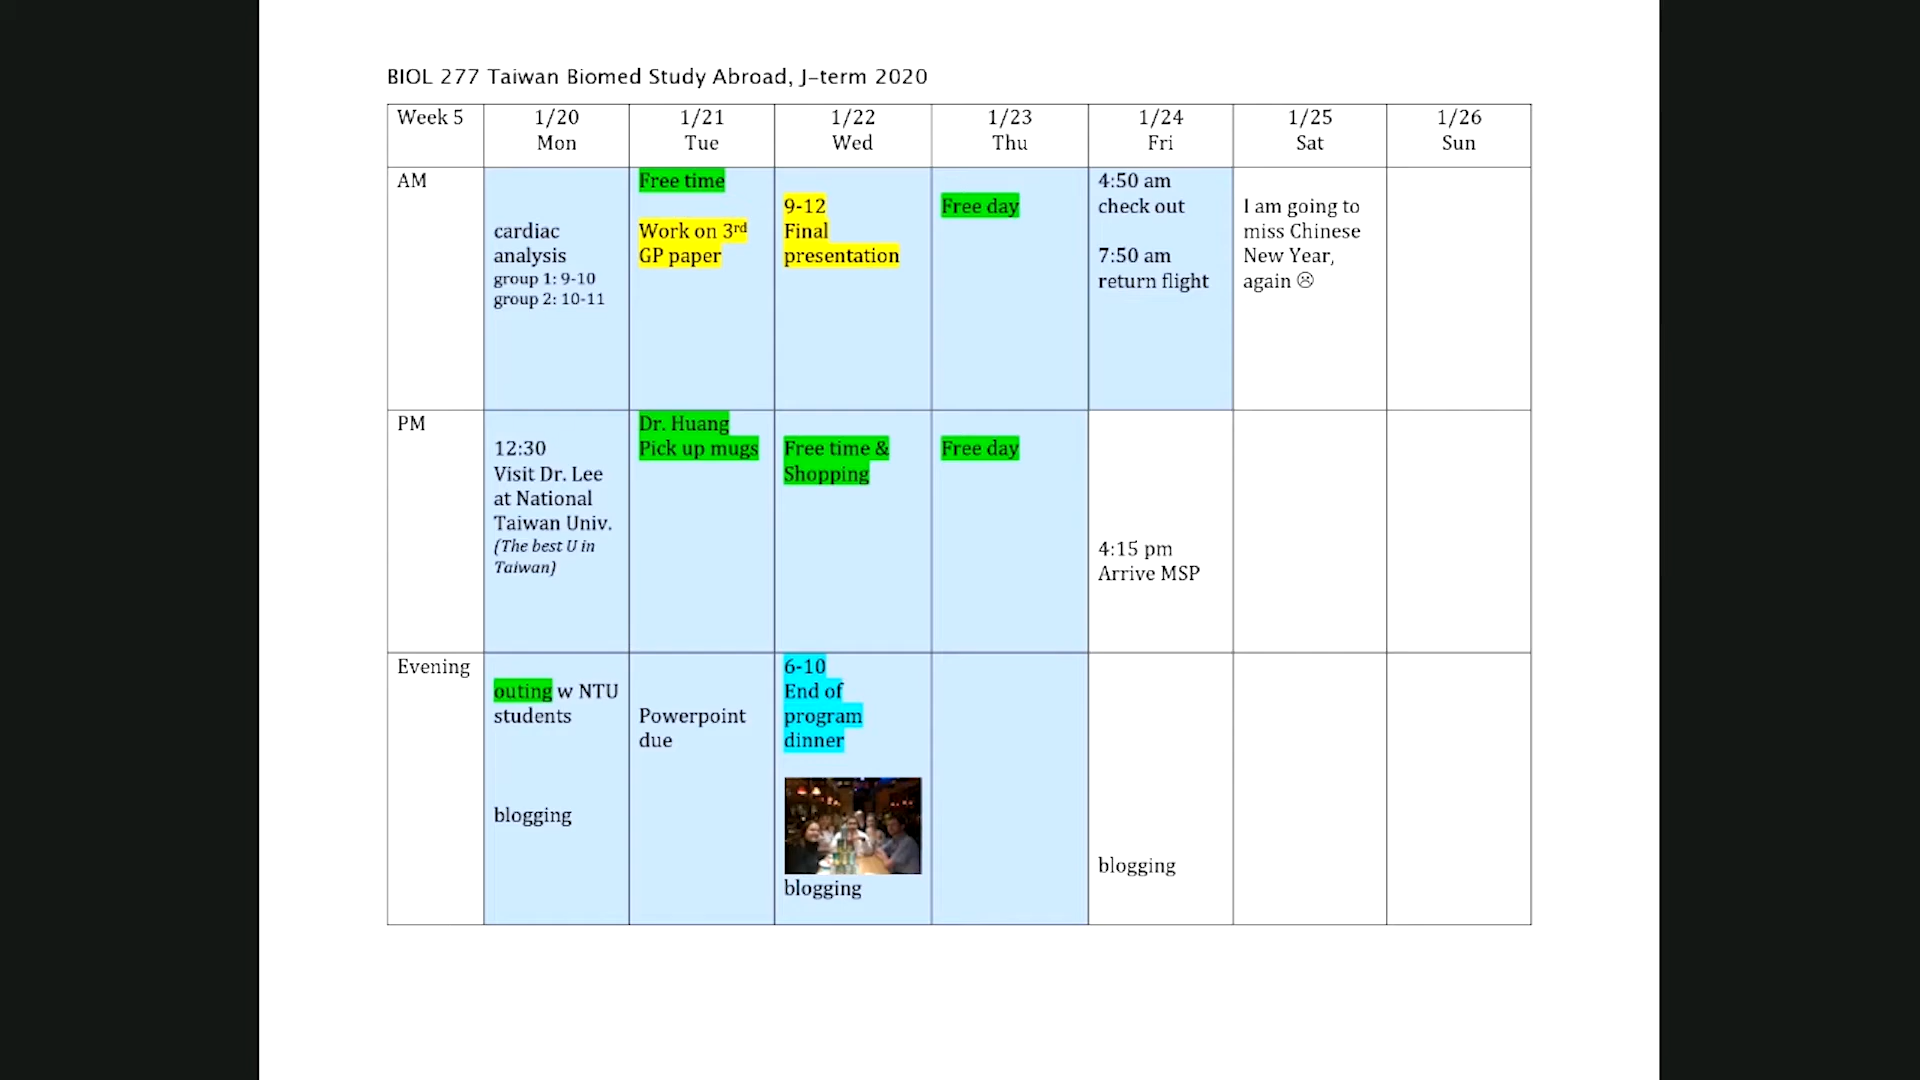 BIOL 277 Taiwan Biomed Study Abroad, J-term 2020
Week 5
1/20
Mon
1/21
Tue
1/22
Wed
1/23
Thu
1/24
Fri
1/25
Sat
1/26
Sun
AM
cardiac
analysis
group 1: 9-10
group 2: 10-11
Free time
Work on 3rd
GP paper
9-12
Final
presentation
Free day
4:50 am
check out
7:50 am
return flight
I am going to
miss Chinese
New Year,
again ☹
PM
12:30
Visit Dr. Lee
at National
Taiwan Univ.
(The best U in
Taiwan)
Dr. Huang
Pick up mugs
Free time &
Shopping
Free day
4:15 pm
Arrive MSP
Evening
outing w NTU
students
blogging
Powerpoint
due
6-10
End of
program
dinner
blogging
blogging